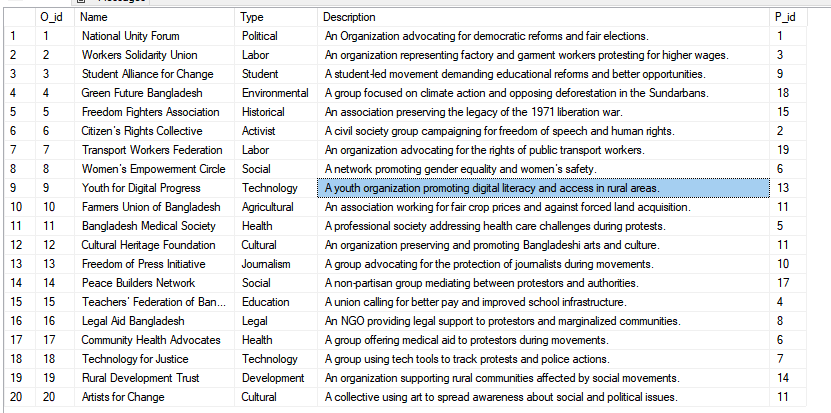 Messages
O_id Name Type Description P_id
1 1 National Unity Forum Political An Organization advocating for democratic reforms and fair elections. 1
2 2 Workers Solidarity Union Labor An organization representing factory and garment workers protesting for higher wages. 3
3 3 Student Alliance for Change Student A student-led movement demanding educational reforms and better opportunities. 9
4 4 Green Future Bangladesh Environmental A group focused on climate action and opposing deforestation in the Sundarbans. 18
5 5 Freedom Fighters Association Historical An association preserving the legacy of the 1971 liberation war. 15
6 6 Citizen's Rights Collective Activist A civil society group campaigning for freedom of speech and human rights. 2
7 7 Transport Workers Federation Labor An organization advocating for the rights of public transport workers. 19
8 8 Women's Empowerment Circle Social A network promoting gender equality and women's safety. 6
9 9 Youth for Digital Progress Technology A youth organization promoting digital literacy and access in rural areas. 13
10 10 Farmers Union of Bangladesh Agricultural An association working for fair crop prices and against forced land acquisition. 11
11 11 Bangladesh Medical Society Health A professional society addressing health care challenges during protests. 5
12 12 Cultural Heritage Foundation Cultural An organization preserving and promoting Bangladeshi arts and culture. 11
13 13 Freedom of Press Initiative Journalism A group advocating for the protection of journalists during movements. 10
14 14 Peace Builders Network Social A non-partisan group mediating between protestors and authorities. 17
15 15 Teachers' Federation of Ban... Education A union calling for better pay and improved school infrastructure. 4
16 16 Legal Aid Bangladesh Legal An NGO providing legal support to protestors and marginalized communities. 8
17 17 Community Health Advocates Health A group offering medical aid to protestors during movements. 6
18 18 Technology for Justice Technology A group using tech tools to track protests and police actions. 7
19 19 Rural Development Trust Development An organization supporting rural communities affected by social movements. 14
20 20 Artists for Change Cultural A collective using art to spread awareness about social and political issues. 11